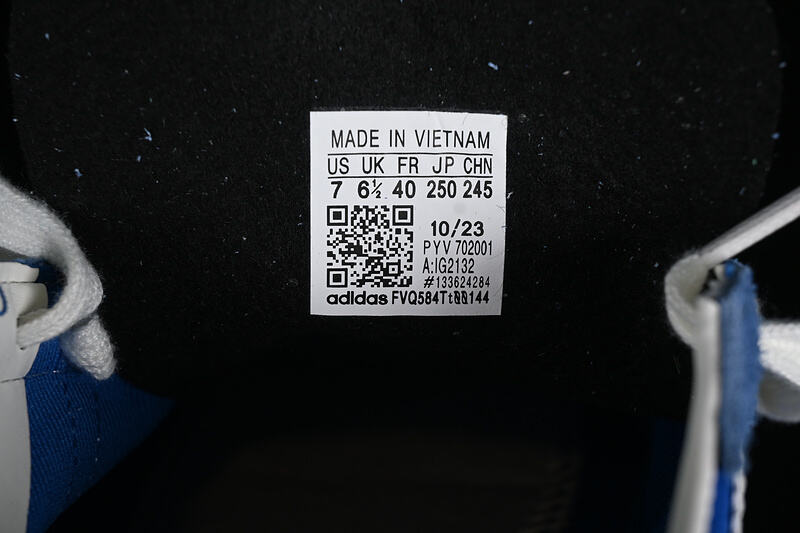 MADE IN VIETNAM
US UK FR JP CHN
7 6½ 40 250 245
10/23
PYV 702001
A:IG2132
#133624284
adidas